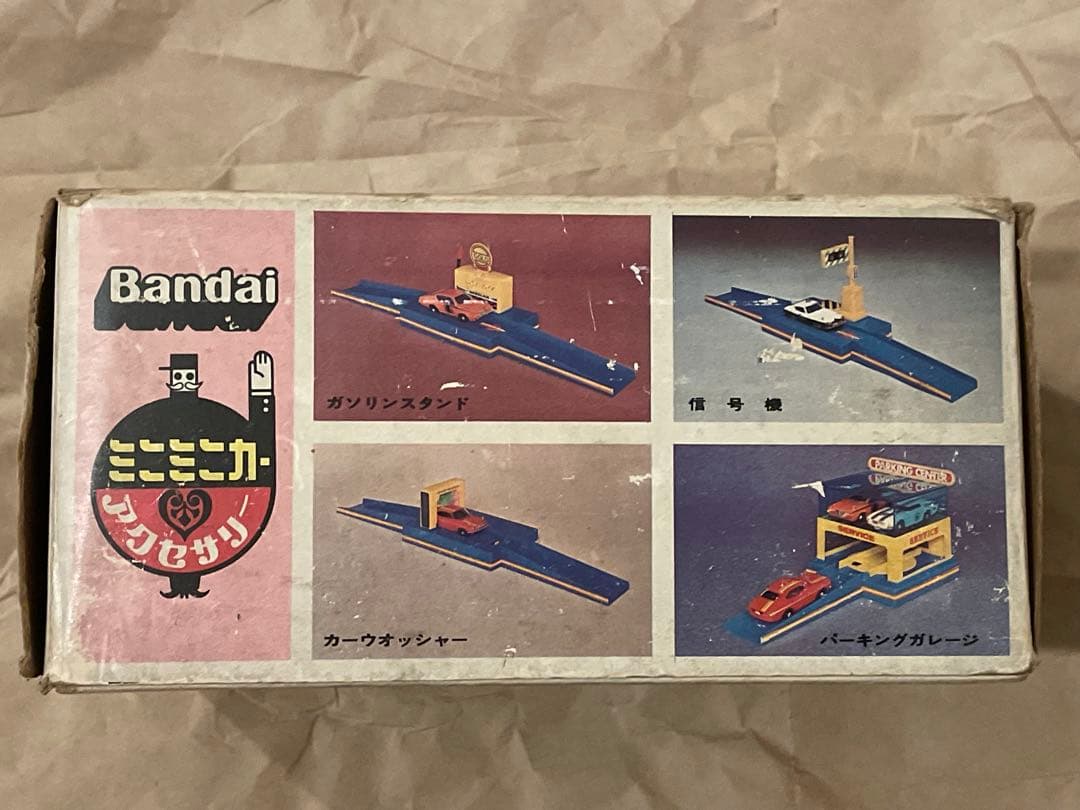 Bandai
ミニミニカー
アクセサリー
ガソリンスタンド
信号機
カーウオッシャー
PARKING CENTER
SERVICE
SERVICE
パーキングガレージ